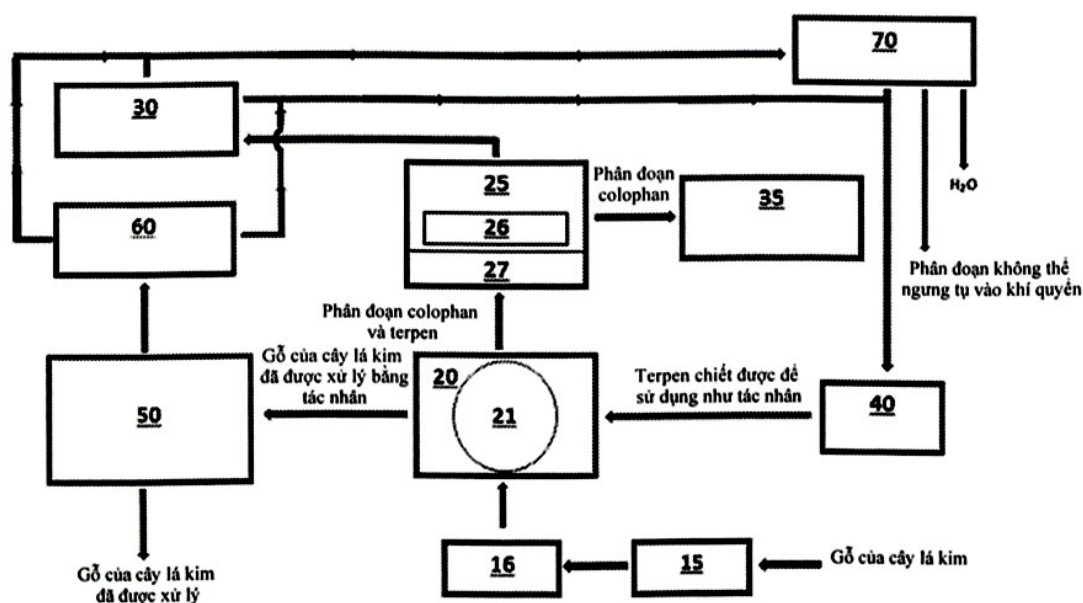 70
30
25
Phân đoạn
colophan
35
H₂O
60
26
27
Phân đoạn không thể
ngưng tụ vào khí quyển
Phân đoạn colophan
và terpen
Gỗ của cây lá kim
đã được xử lý bằng
tác nhân
20
21
Terpen chiết được để
sử dụng như tác nhân
40
50
16
15
Gỗ của cây lá kim
Gỗ của cây lá kim
đã được xử lý